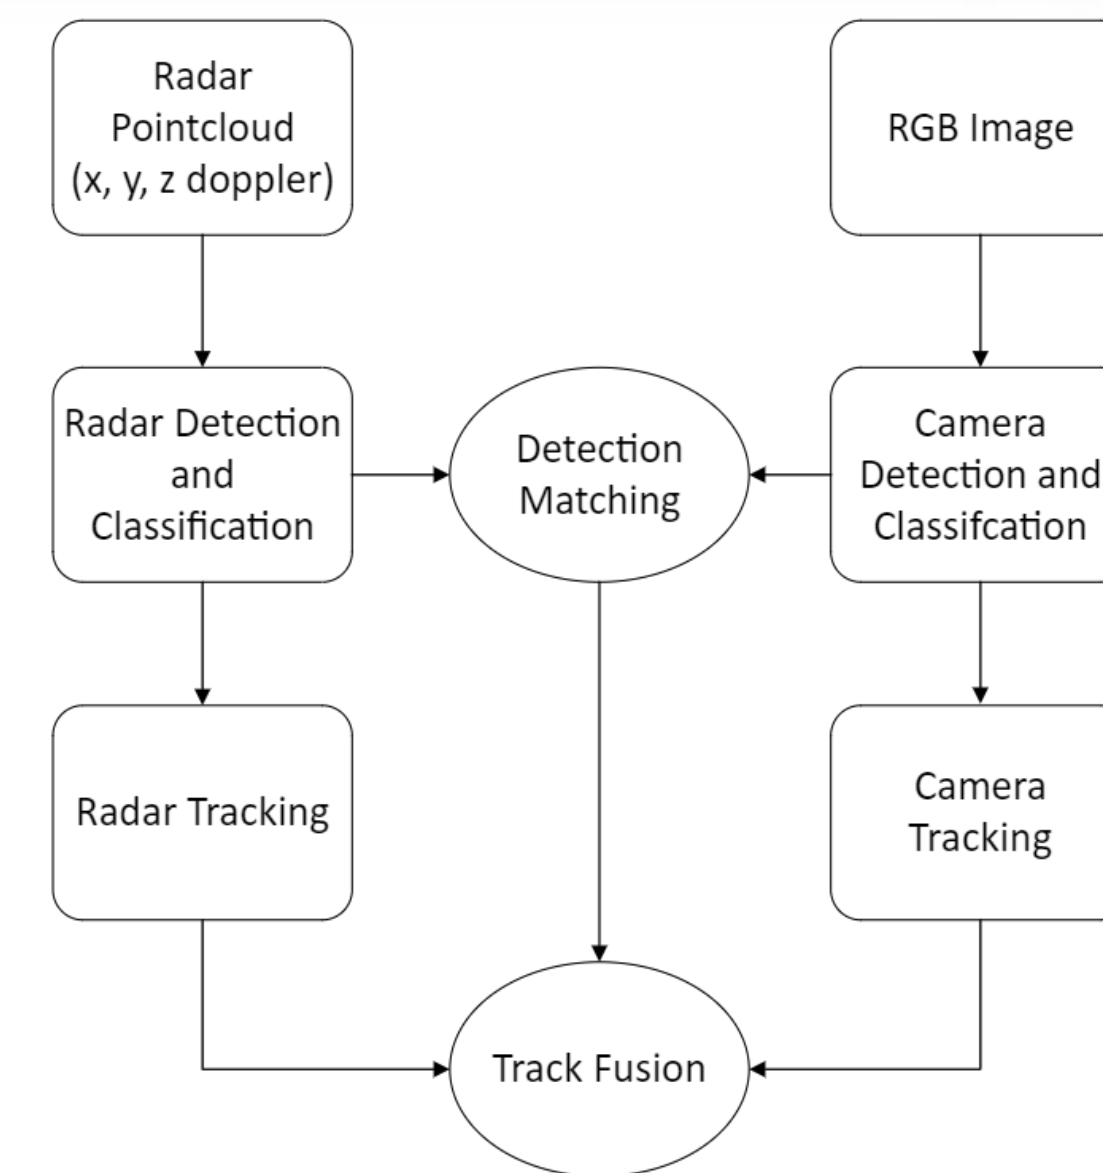 Radar
Pointcloud
(x, y, z doppler)
RGB Image
Radar Detection
and
Classification
Detection
Matching
Camera
Detection and
Classifcation
Radar Tracking
Camera
Tracking
Track Fusion